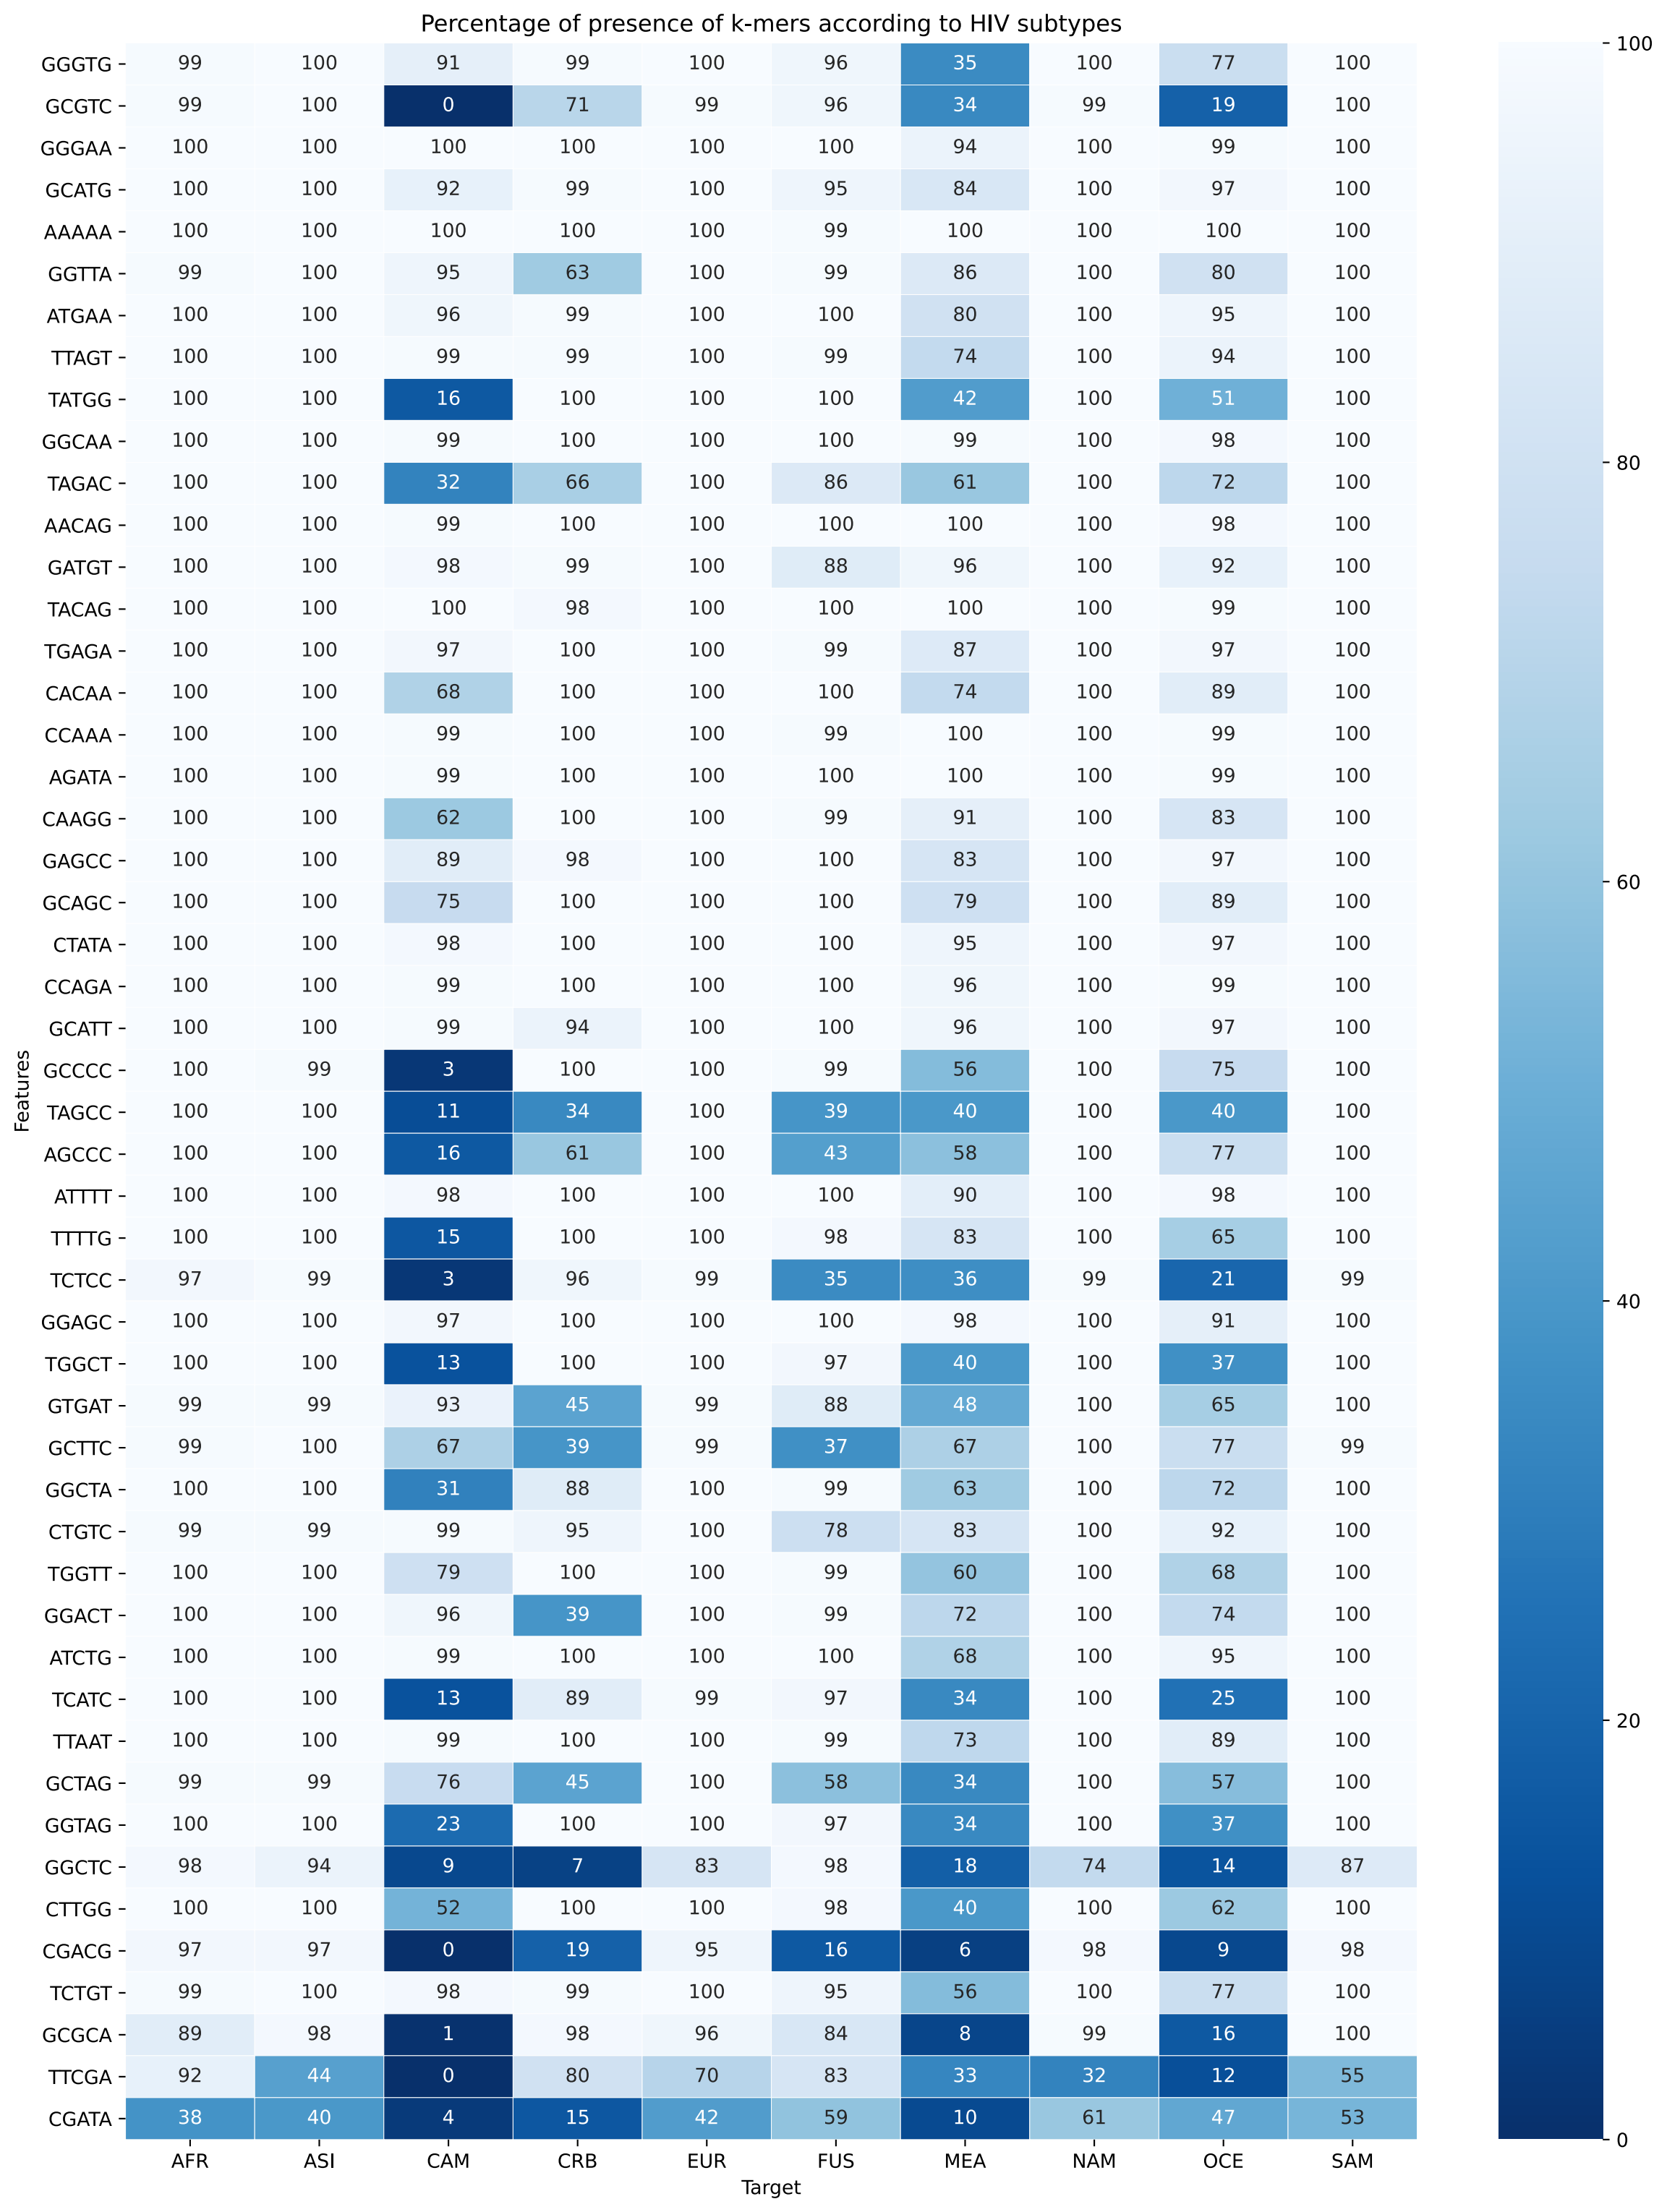 Percentage of presence of k-mers according to HIV subtypes
GGGTG 99 100 91 99 100 96 35 100 77 100
GCGTC 99 100 0 71 99 96 34 99 19 100
GGGAA 100 100 100 100 100 100 94 100 99 100
GCATG 100 100 92 99 100 95 84 100 97 100
AAAAA 100 100 100 100 100 99 100 100 100 100
GGTTA 99 100 95 63 100 99 86 100 80 100
ATGAA 100 100 96 99 100 100 80 100 95 100
TTAGT 100 100 99 99 100 99 74 100 94 100
TATGG 100 100 16 100 100 100 42 100 51 100
GGCAA 100 100 99 100 100 100 99 100 98 100
TAGAC 100 100 32 66 100 86 61 100 72 100
AACAG 100 100 99 100 100 100 100 100 98 100
GATGT 100 100 98 99 100 88 96 100 92 100
TACAG 100 100 100 98 100 100 100 100 99 100
TGAGA 100 100 97 100 100 99 87 100 97 100
CACAA 100 100 68 100 100 100 74 100 89 100
CCAAA 100 100 99 100 100 99 100 100 99 100
AGATA 100 100 99 100 100 100 100 100 99 100
CAAGG 100 100 62 100 100 99 91 100 83 100
GAGCC 100 100 89 98 100 100 83 100 97 100
GCAGC 100 100 75 100 100 100 79 100 89 100
CTATA 100 100 98 100 100 100 95 100 97 100
CCAGA 100 100 99 100 100 100 96 100 99 100
GCATT 100 100 99 94 100 100 96 100 97 100
GCCCC 100 99 3 100 100 99 56 100 75 100
TAGCC 100 100 11 34 100 39 40 100 40 100
AGCCC 100 100 16 61 100 43 58 100 77 100
ATTTT 100 100 98 100 100 100 90 100 98 100
TTTTG 100 100 15 100 100 98 83 100 65 100
TCTCC 97 99 3 96 99 35 36 99 21 99
GGAGC 100 100 97 100 100 100 98 100 91 100
TGGCT 100 100 13 100 100 97 40 100 37 100
GTGAT 99 99 93 45 99 88 48 100 65 100
GCTTC 99 100 67 39 99 37 67 100 77 99
GGCTA 100 100 31 88 100 99 63 100 72 100
CTGTC 99 99 99 95 100 78 83 100 92 100
TGGTT 100 100 79 100 100 99 60 100 68 100
GGACT 100 100 96 39 100 99 72 100 74 100
ATCTG 100 100 99 100 100 100 68 100 95 100
TCATC 100 100 13 89 99 97 34 100 25 100
TTAAT 100 100 99 100 100 99 73 100 89 100
GCTAG 99 99 76 45 100 58 34 100 57 100
GGTAG 100 100 23 100 100 97 34 100 37 100
GGCTC 98 94 9 7 83 98 18 74 14 87
CTTGG 100 100 52 100 100 98 40 100 62 100
CGACG 97 97 0 19 95 16 6 98 9 98
TCTGT 99 100 98 99 100 95 56 100 77 100
GCGCA 89 98 1 98 96 84 8 99 16 100
TTCGA 92 44 0 80 70 83 33 32 12 55
CGATA 38 40 4 15 42 59 10 61 47 53
AFR ASI CAM CRB EUR FUS MEA NAM OCE SAM
Target
Features
100
80
60
40
20
0